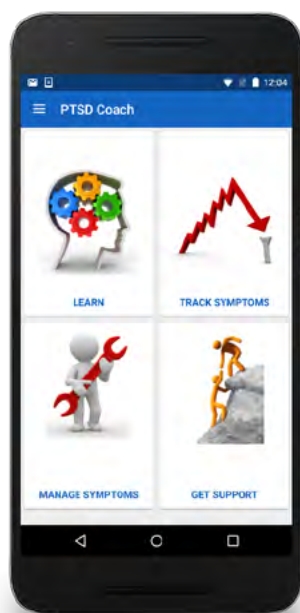 12:04
PTSD Coach
LEARN
TRACK SYMPTOMS
MANAGE SYMPTOMS
GET SUPPORT